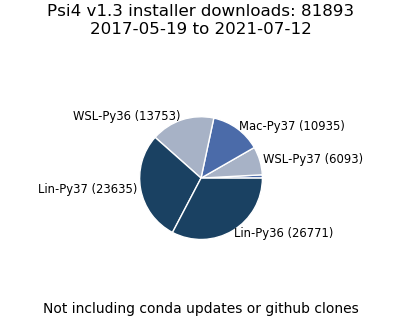 Psi4 v1.3 installer downloads: 81893
2017-05-19 to 2021-07-12
WSL-Py36 (13753)
Mac-Py37 (10935)
WSL-Py37 (6093)
Lin-Py37 (23635)
Lin-Py36 (26771)
Not including conda updates or github clones